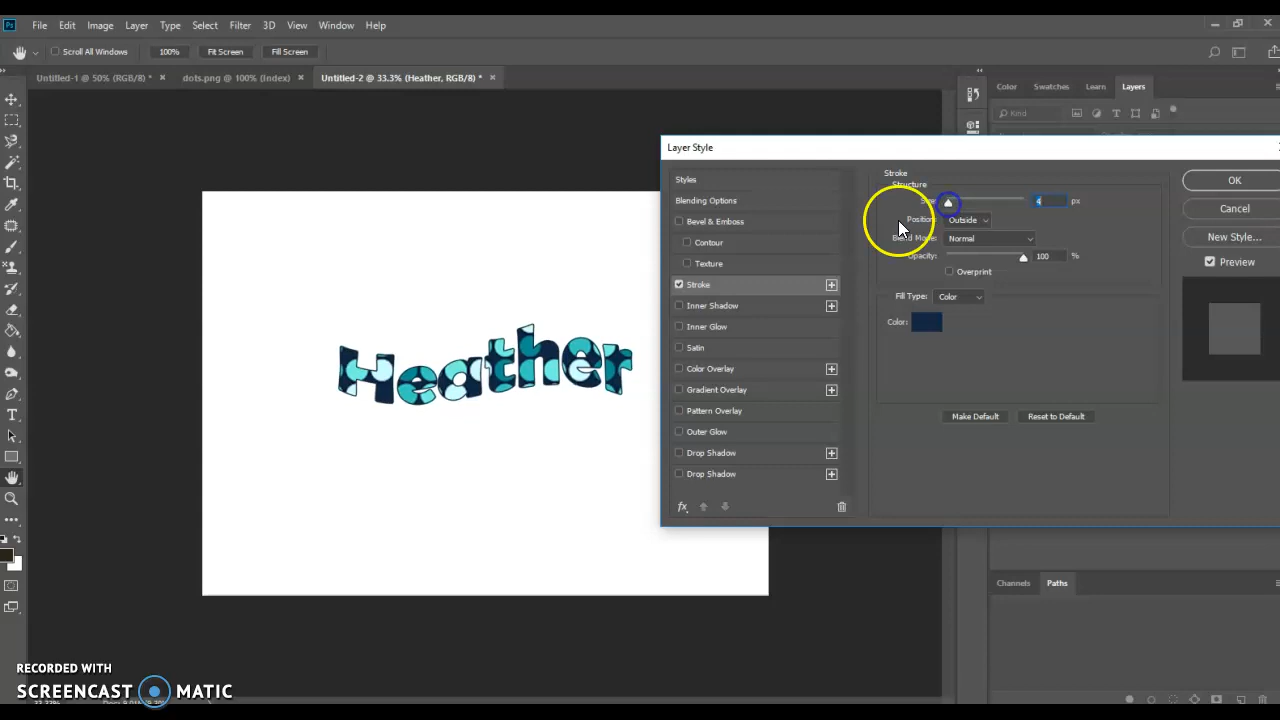 Ps File Edit Image Layer Type Select Filter 3D View Window Help
Scroll All Windows 100% Fit Screen Fill Screen
Untitled-1 @ 50% (RGB/8) * × dots.png @ 100% (Index) × Untitled-2 @ 33.3% (Heather, RGB/8) * ×
Color Swatches Learn Layers
Kind
Layer Style
Styles
Blending Options
Bevel & Emboss
Contour
Texture
Stroke
Inner Shadow
Inner Glow
Satin
Color Overlay
Gradient Overlay
Pattern Overlay
Outer Glow
Drop Shadow
Drop Shadow
fx
Stroke
Structure
Size: 4 px
Position: Outside
Blend Mode: Normal
Opacity: 100 %
Overprint
Fill Type: Color
Color:
Make Default Reset to Default
OK
Cancel
New Style...
Preview
Heather
Channels Paths
RECORDED WITH
SCREENCAST MATIC